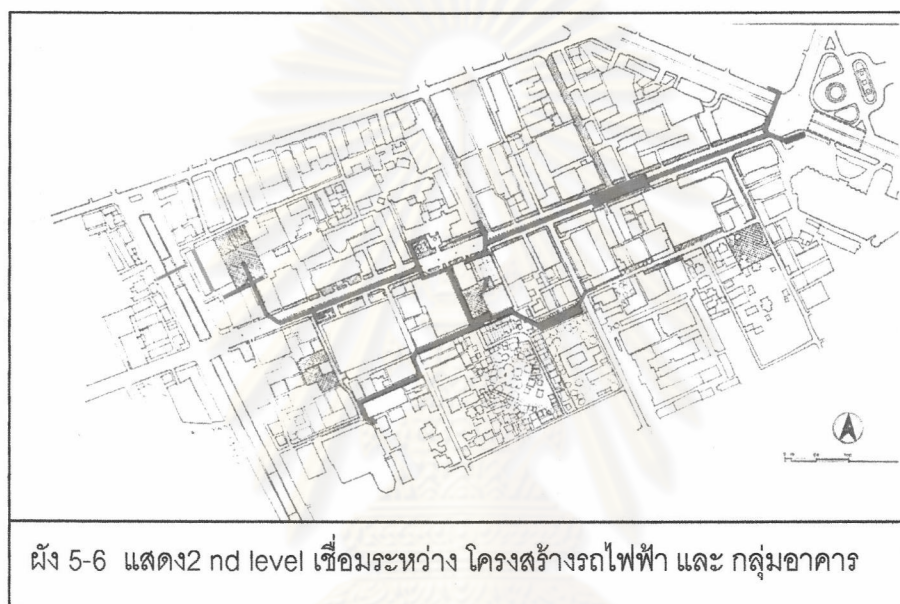 ผัง 5-6 แสดง2 nd level เชื่อมระหว่าง โครงสร้างรถไฟฟ้า และ กลุ่มอาคาร